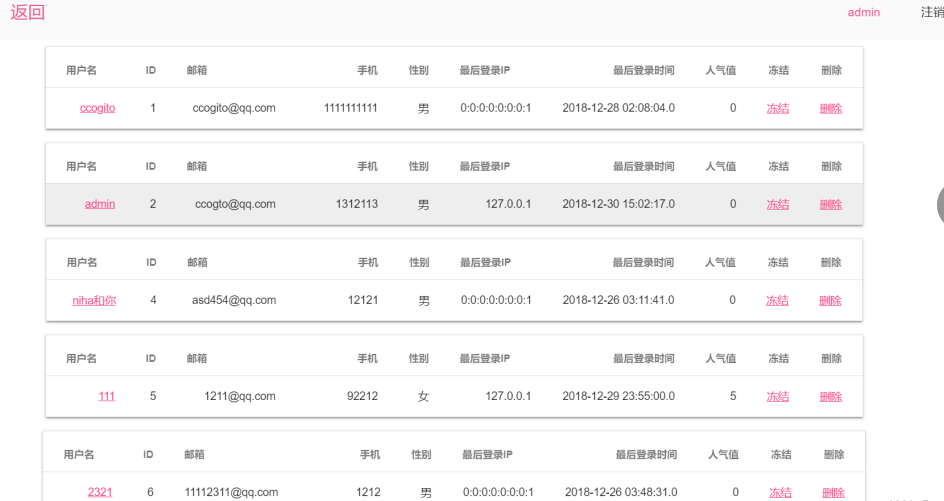 返回 admin 注销
用户名 ID 邮箱 手机 性别 最后登录IP 最后登录时间 人气值 冻结 删除
ccogito 1 ccogito@qq.com 1111111111 男 0:0:0:0:0:0:0:1 2018-12-28 02:08:04.0 0 冻结 删除
用户名 ID 邮箱 手机 性别 最后登录IP 最后登录时间 人气值 冻结 删除
admin 2 ccogto@qq.com 1312113 男 127.0.0.1 2018-12-30 15:02:17.0 0 冻结 删除
用户名 ID 邮箱 手机 性别 最后登录IP 最后登录时间 人气值 冻结 删除
niha和你 4 asd454@qq.com 12121 男 0:0:0:0:0:0:0:1 2018-12-26 03:11:41.0 0 冻结 删除
用户名 ID 邮箱 手机 性别 最后登录IP 最后登录时间 人气值 冻结 删除
111 5 1211@qq.com 92212 女 127.0.0.1 2018-12-29 23:55:00.0 5 冻结 删除
用户名 ID 邮箱 手机 性别 最后登录IP 最后登录时间 人气值 冻结 删除
2321 6 11112311@qq.com 1212 男 0:0:0:0:0:0:0:1 2018-12-26 03:48:31.0 0 冻结 删除